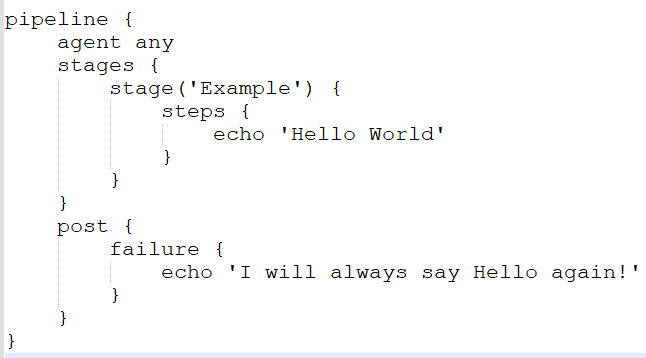 pipeline {
    agent any
    stages {
        stage('Example') {
            steps {
                echo 'Hello World'
            }
        }
    }
    post {
        failure {
            echo 'I will always say Hello again!'
        }
    }
}